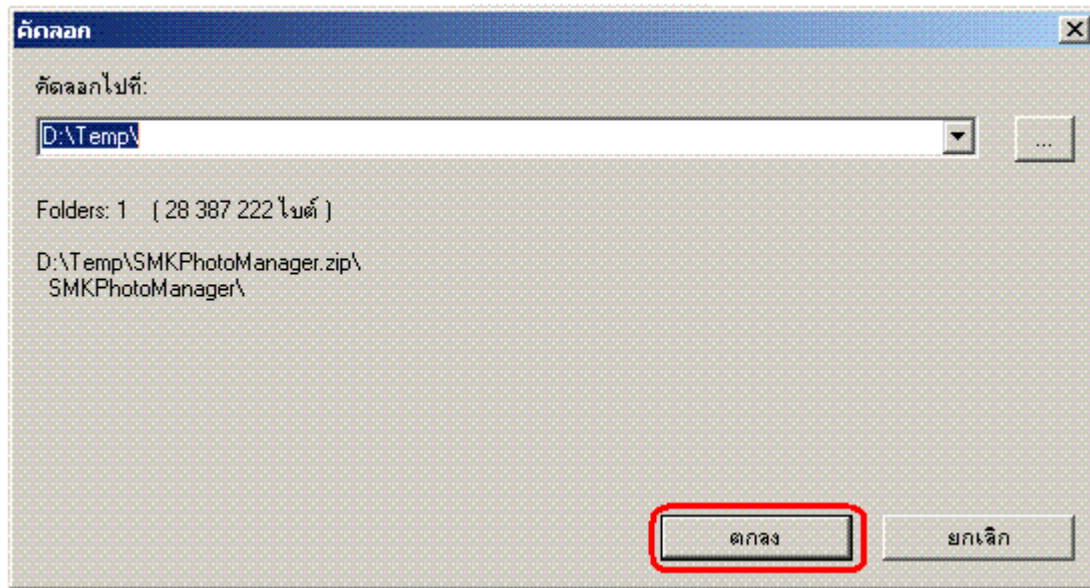 คัดลอก
คัดลอกไปที่:
D:\Temp\
...
Folders: 1 ( 28 387 222 ไบต์ )
D:\Temp\SMKPhotoManager.zip\
SMKPhotoManager\
ตกลง ยกเลิก